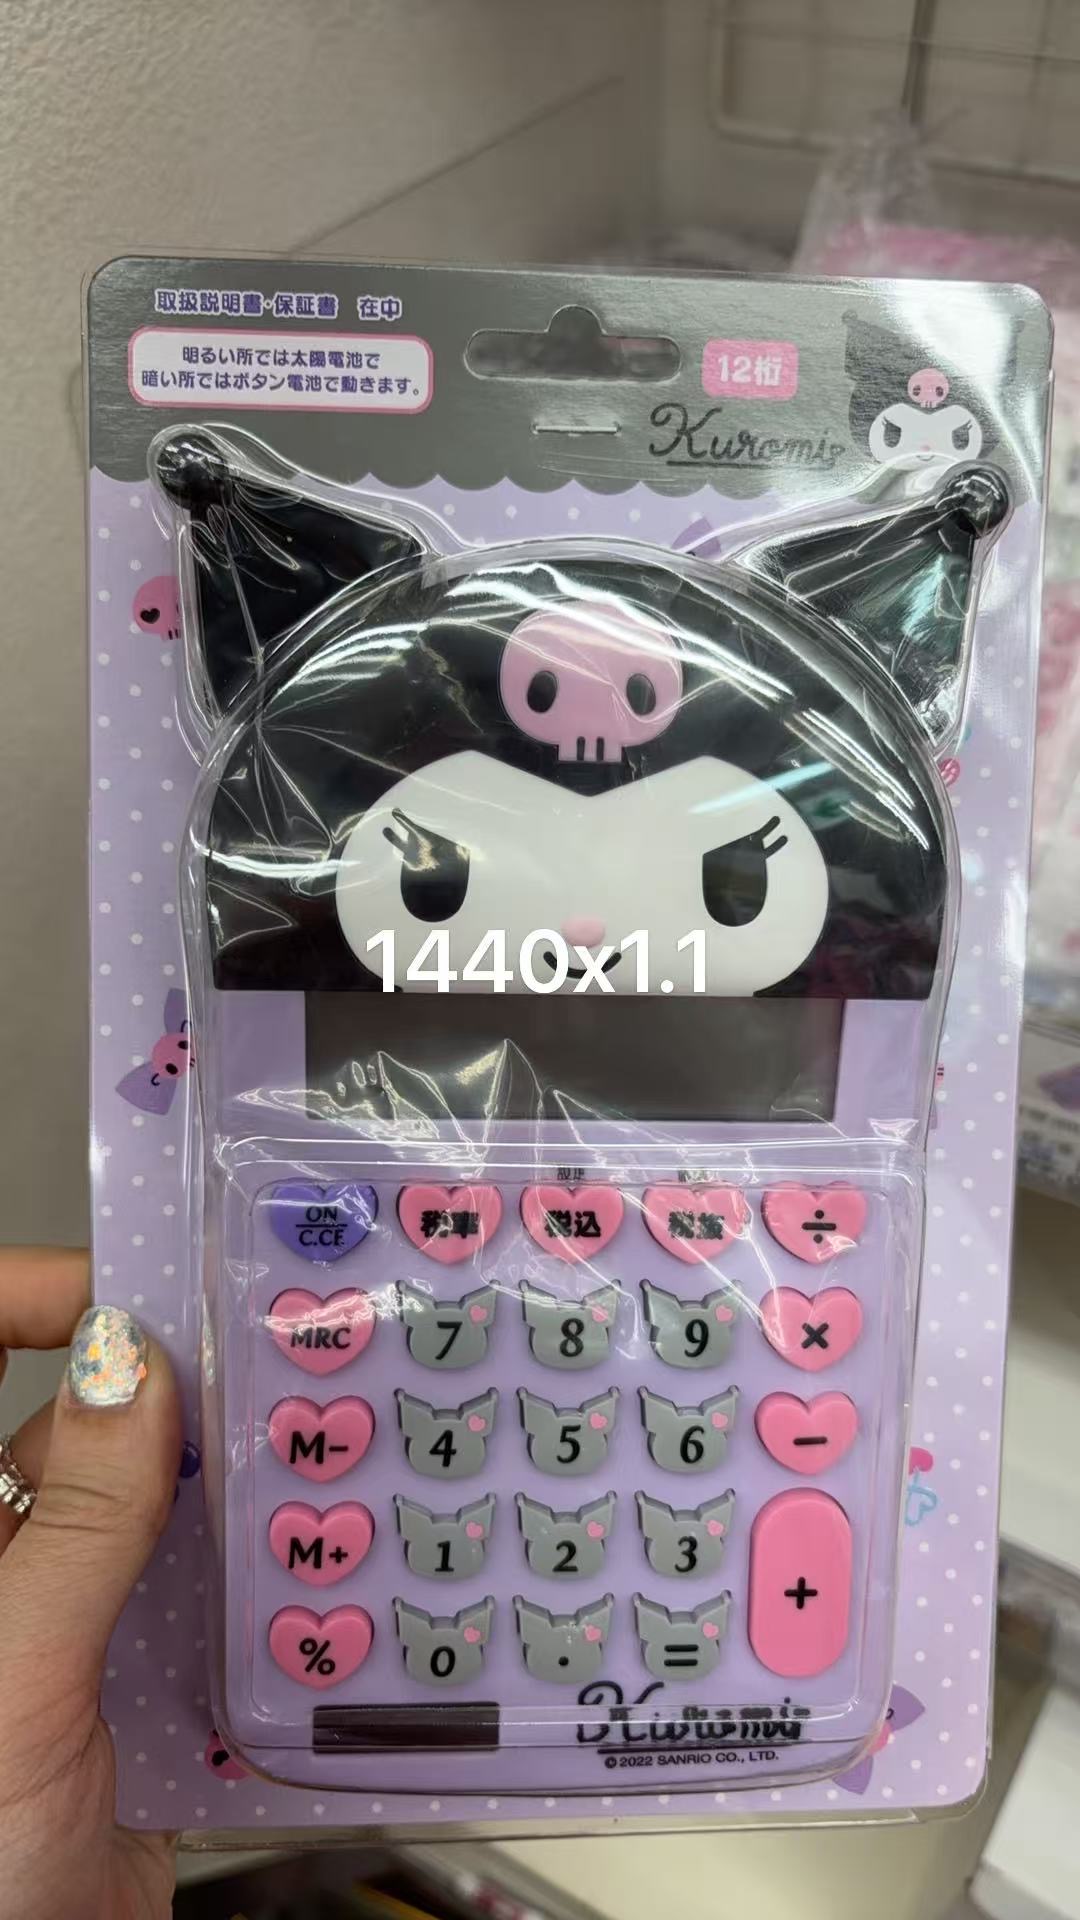 取扱説明書・保証書 在中
明るい所では太陽電池で
暗い所ではボタン電池で動きます。
12桁
Kuromi
1440x1.1
ON
C.CE
税率
税込
税抜
÷
MRC
7
8
9
×
M-
4
5
6
-
M+
1
2
3
+
%
0
.
=
Kuromi
©2022 SANRIO CO., LTD.